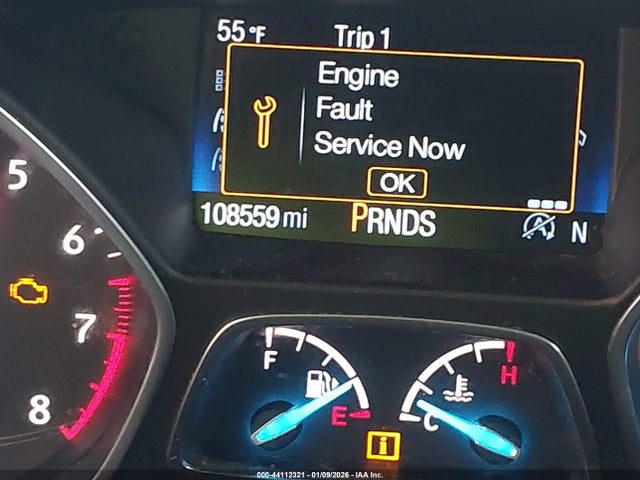 55°F Trip 1
Engine
Fault
Service Now
OK
108559 mi PRNDS A N
5
6
7
8
F
E
H
C
i
000-44112321 - 01/09/2026 - IAA Inc.